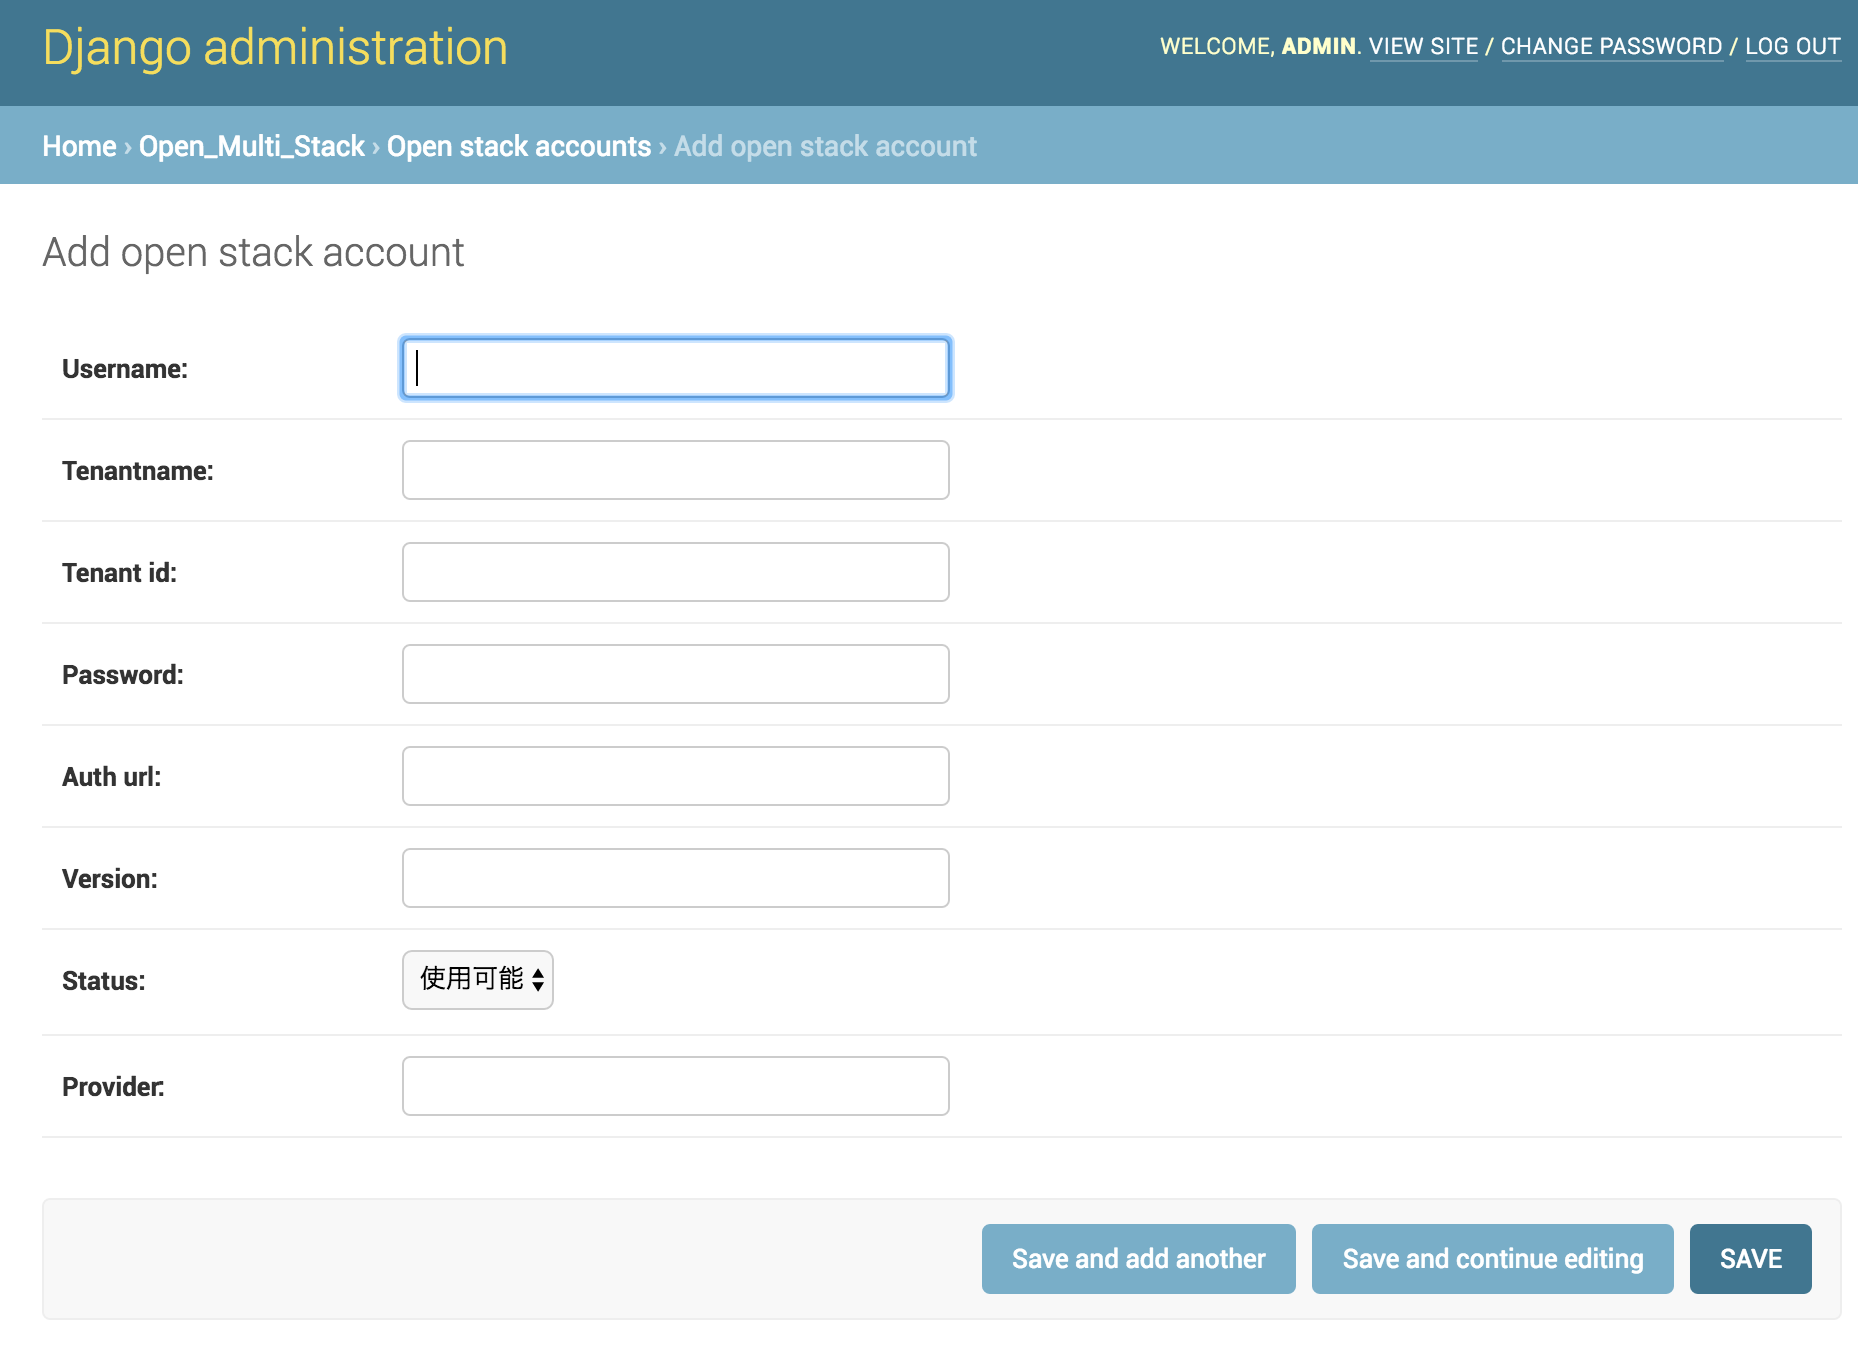 Django administration
WELCOME, ADMIN. VIEW SITE / CHANGE PASSWORD / LOG OUT
Home › Open_Multi_Stack › Open stack accounts › Add open stack account
Add open stack account
Username:
Tenantname:
Tenant id:
Password:
Auth url:
Version:
Status: 使用可能
Provider:
Save and add another Save and continue editing SAVE